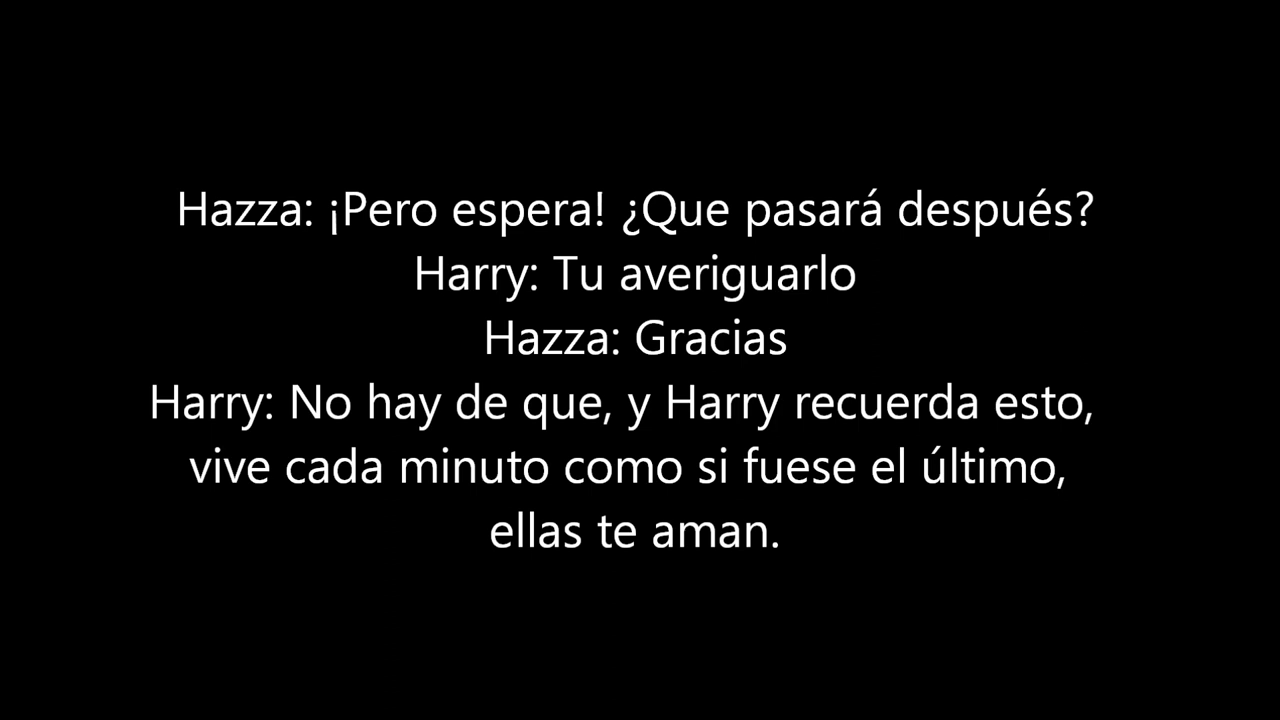 Hazza: ¡Pero espera! ¿Que pasará después?
Harry: Tu averiguarlo
Hazza: Gracias
Harry: No hay de que, y Harry recuerda esto,
vive cada minuto como si fuese el último,
ellas te aman.